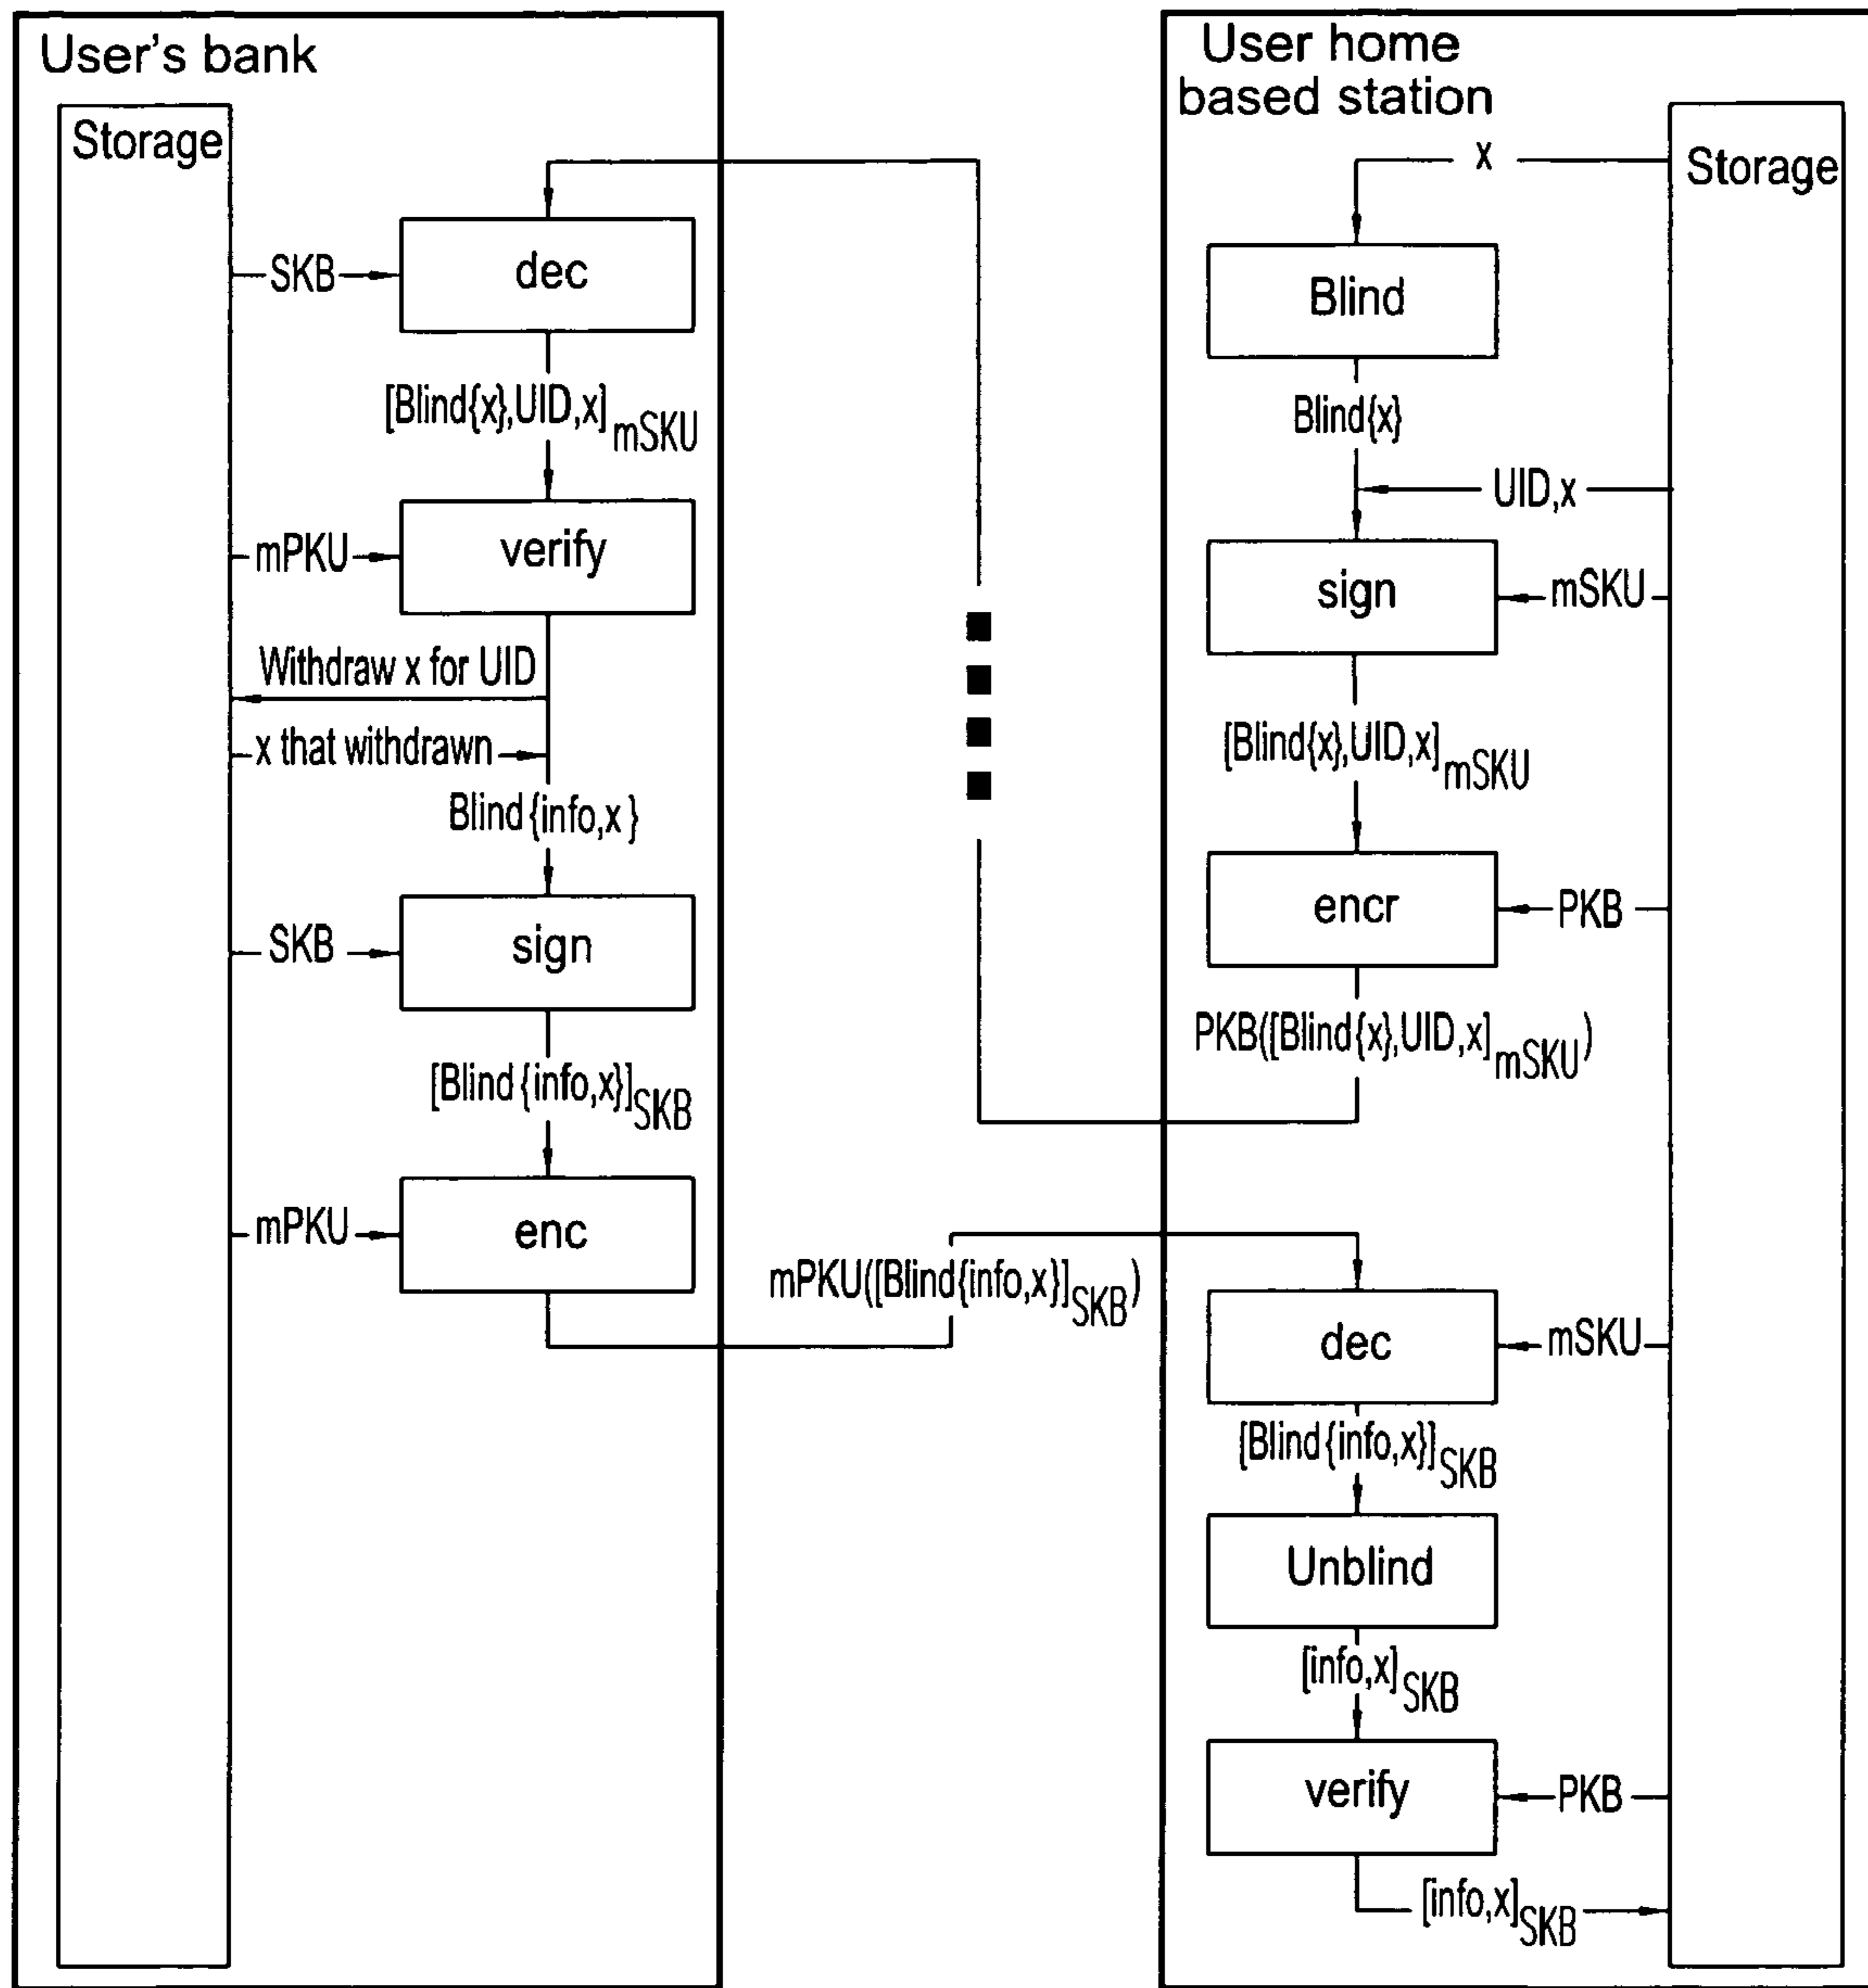 User's bank
Storage
SKB
dec
[Blind{x},UID,x]mSKU
mPKU
verify
Withdraw x for UID
x that withdrawn
Blind{info,x}
SKB
sign
[Blind{info,x}]SKB
mPKU
enc
mPKU([Blind{info,x}]SKB)
User home
based station
Storage
x
Blind
Blind{x}
UID,x
sign
mSKU
[Blind{x},UID,x]mSKU
encr
PKB
PKB([Blind{x},UID,x]mSKU)
dec
mSKU
[Blind{info,x}]SKB
Unblind
[info,x]SKB
verify
PKB
[info,x]SKB